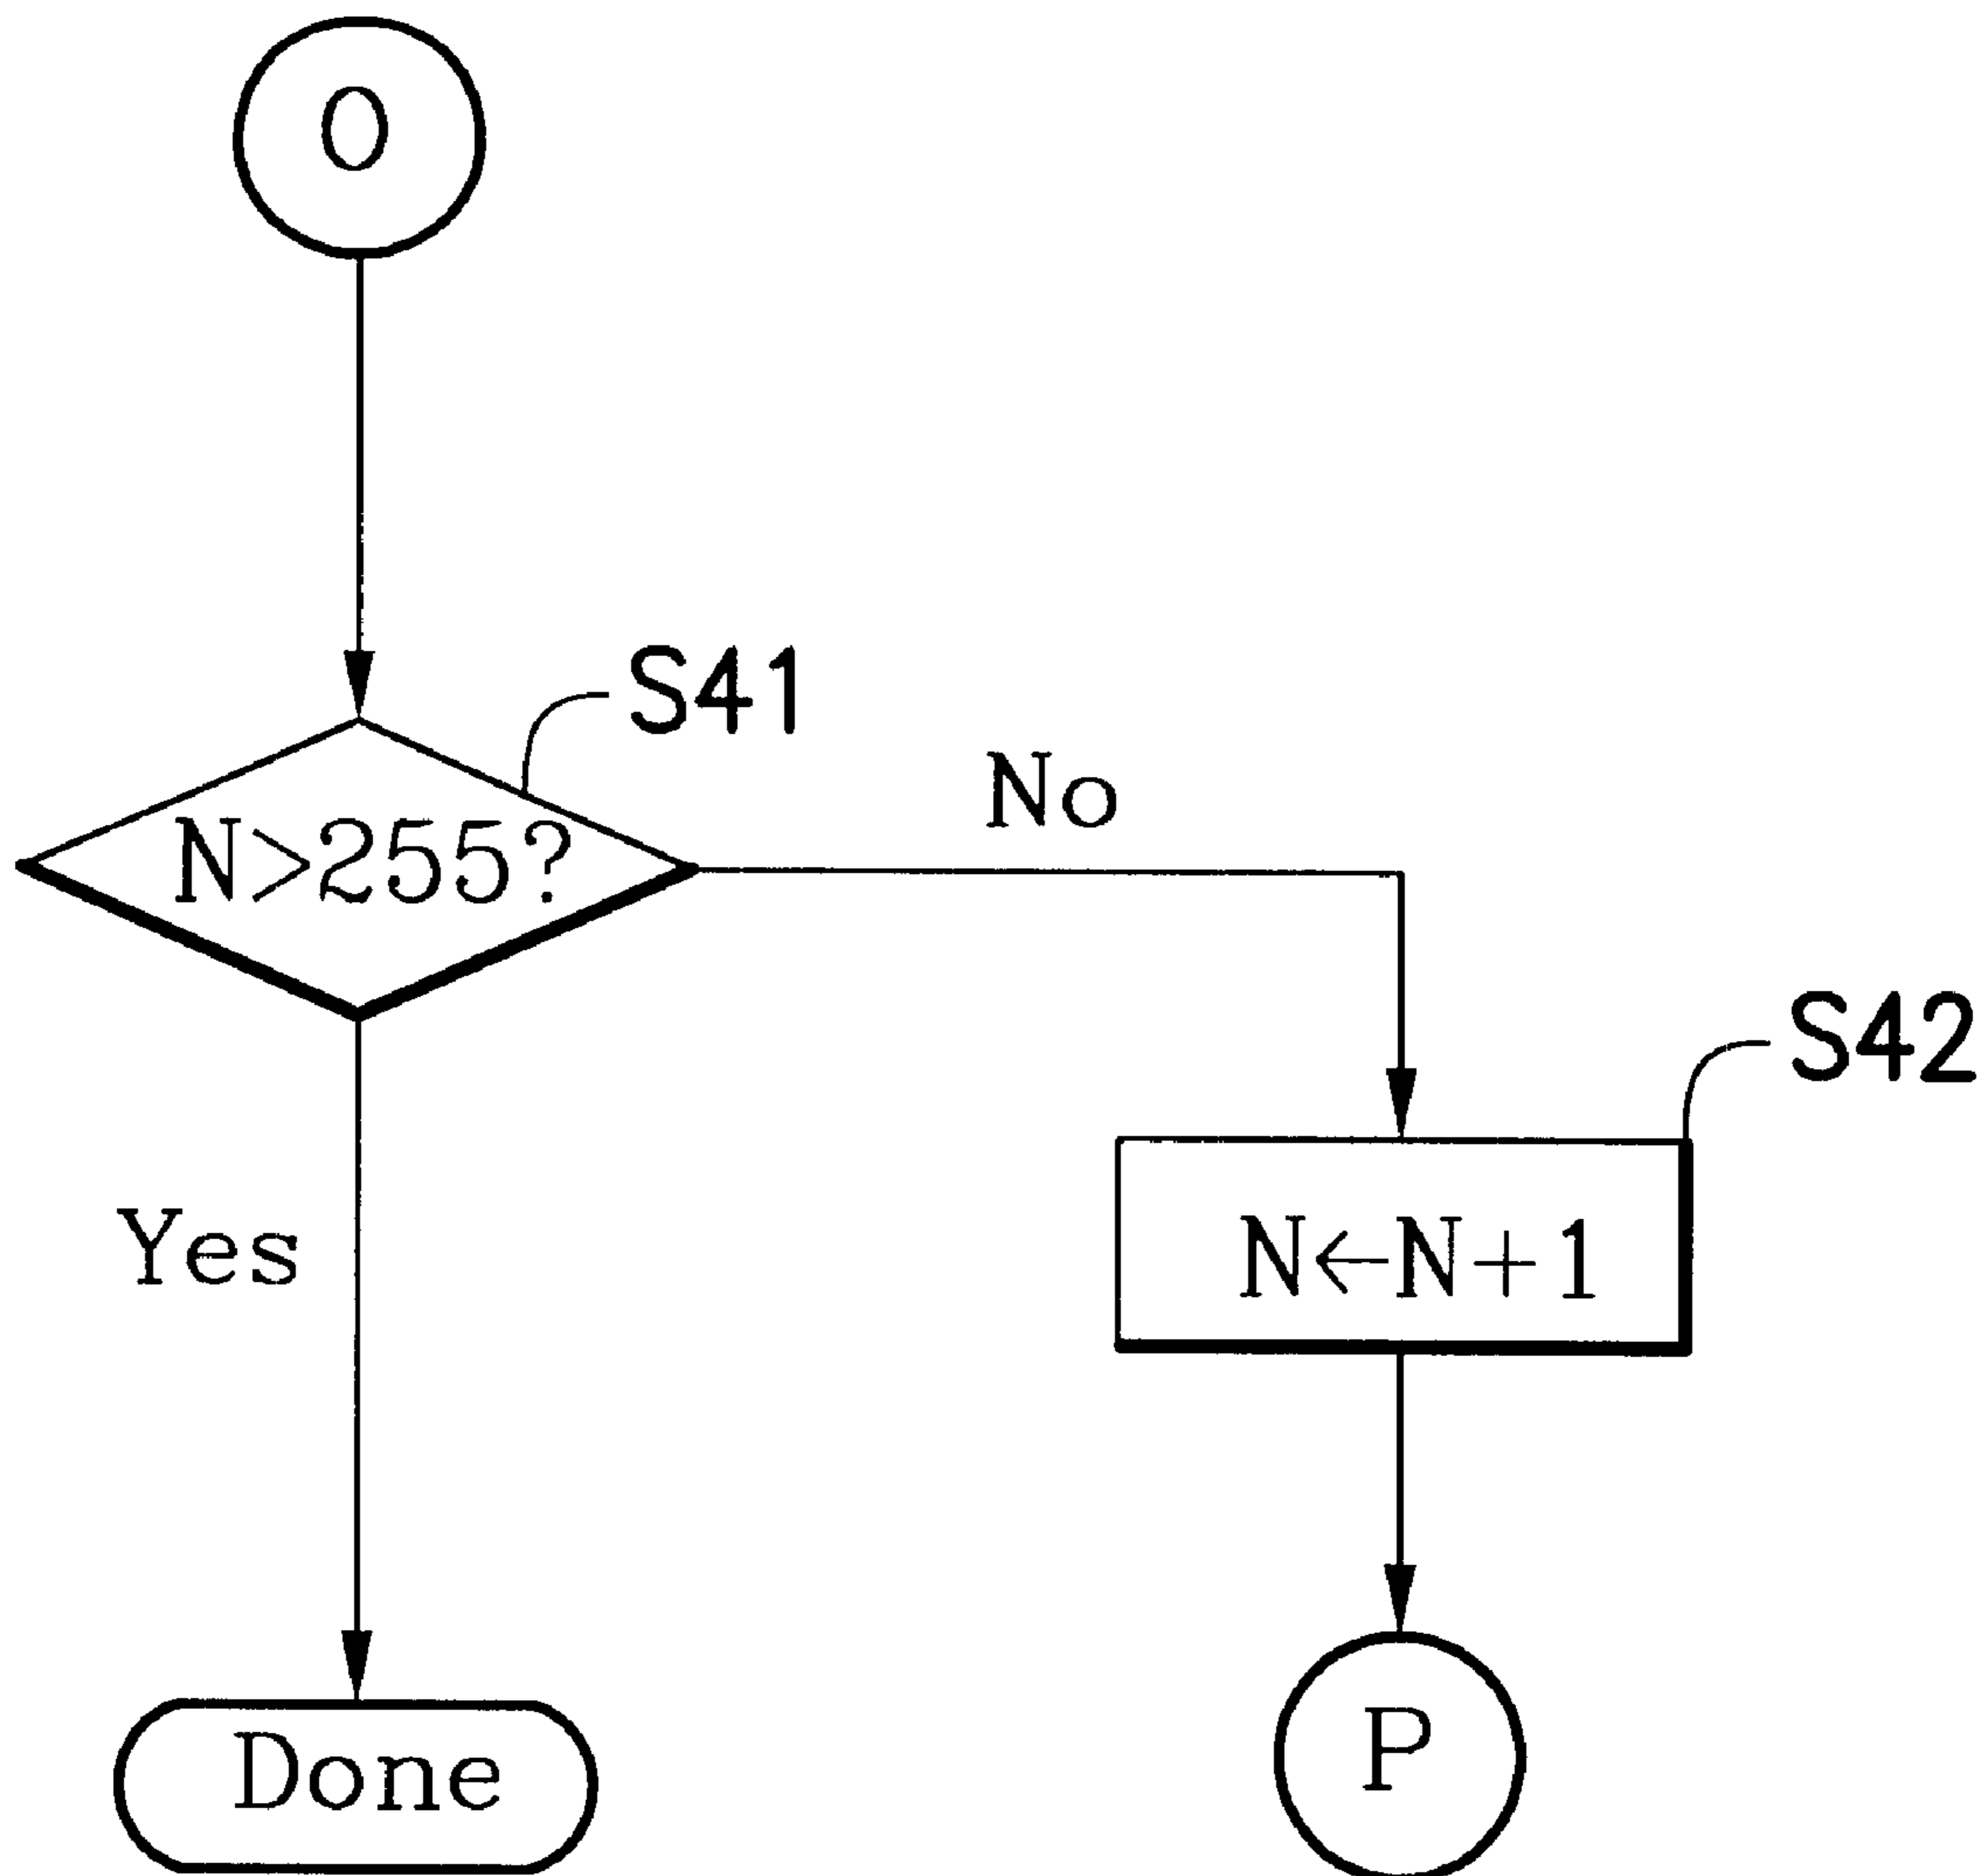 O
S41
No
N>255?
S42
Yes
N←N+1
P
Done